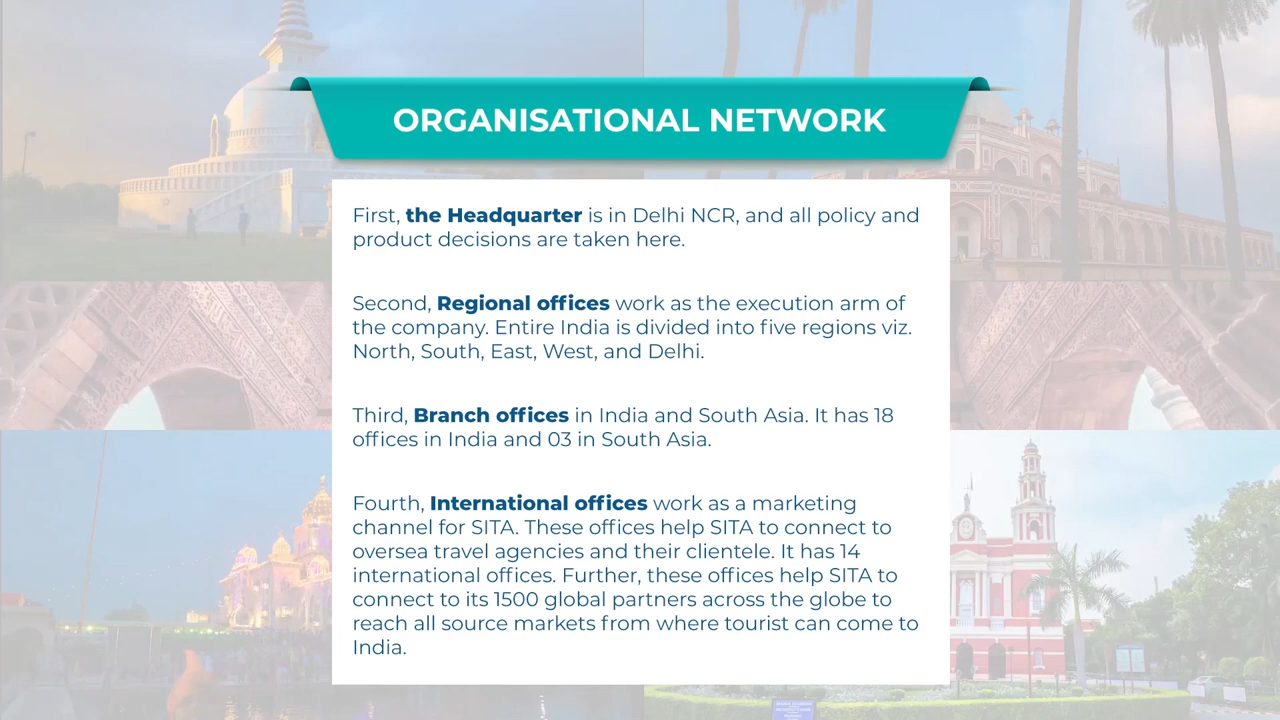 ORGANISATIONAL NETWORK
First, the Headquarter is in Delhi NCR, and all policy and
product decisions are taken here.
Second, Regional offices work as the execution arm of
the company. Entire India is divided into five regions viz.
North, South, East, West, and Delhi.
Third, Branch offices in India and South Asia. It has 18
offices in India and 03 in South Asia.
Fourth, International offices work as a marketing
channel for SITA. These offices help SITA to connect to
oversea travel agencies and their clientele. It has 14
international offices. Further, these offices help SITA to
connect to its 1500 global partners across the globe to
reach all source markets from where tourist can come to
India.